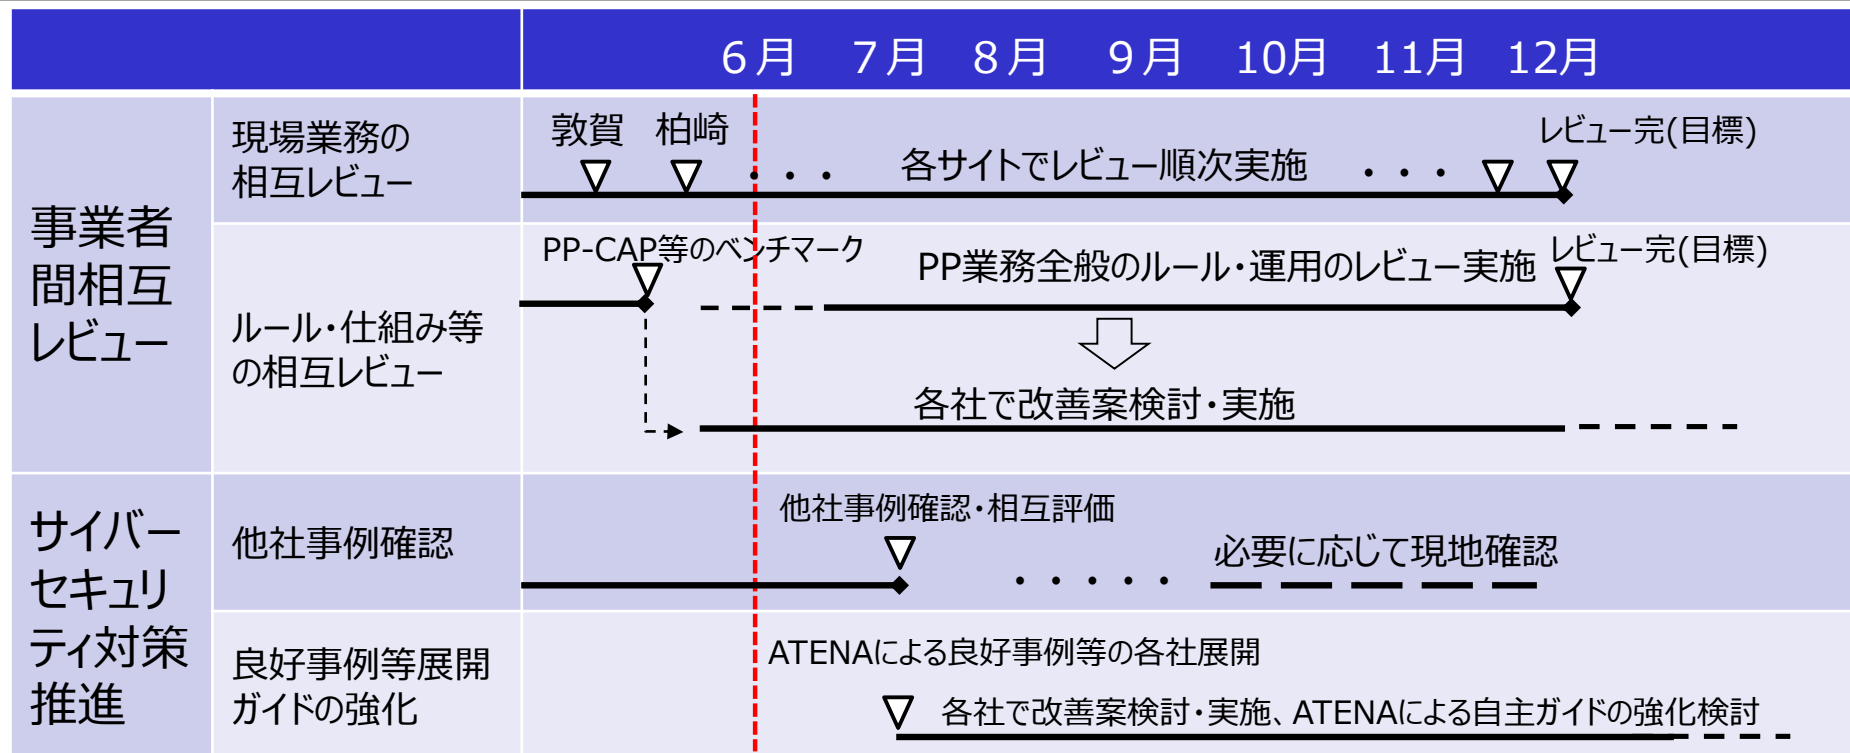 ６月 ７月 ８月 ９月 10月 11月 12月
事業者
間相互
レビュー
現場業務の
相互レビュー
敦賀 柏崎
・・・ 各サイトでレビュー順次実施 ・・・
レビュー完(目標)
ルール・仕組み等
の相互レビュー
PP-CAP等のベンチマーク
PP業務全般のルール・運用のレビュー実施
レビュー完(目標)
各社で改善案検討・実施
サイバー
セキュリ
ティ対策
推進
他社事例確認
他社事例確認・相互評価
・・・・・ 必要に応じて現地確認
良好事例等展開
ガイドの強化
ATENAによる良好事例等の各社展開
各社で改善案検討・実施、ATENAによる自主ガイドの強化検討